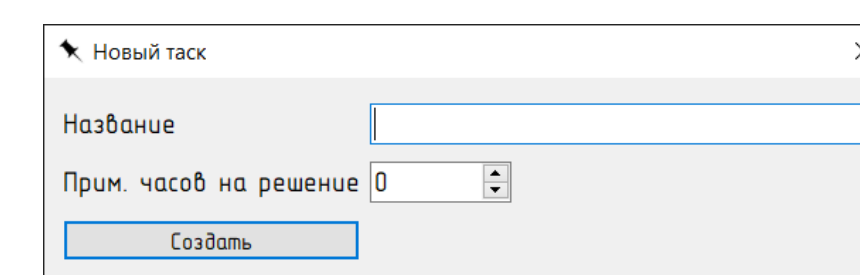 Новый таск
Название
Прим. часов на решение 0
Создать